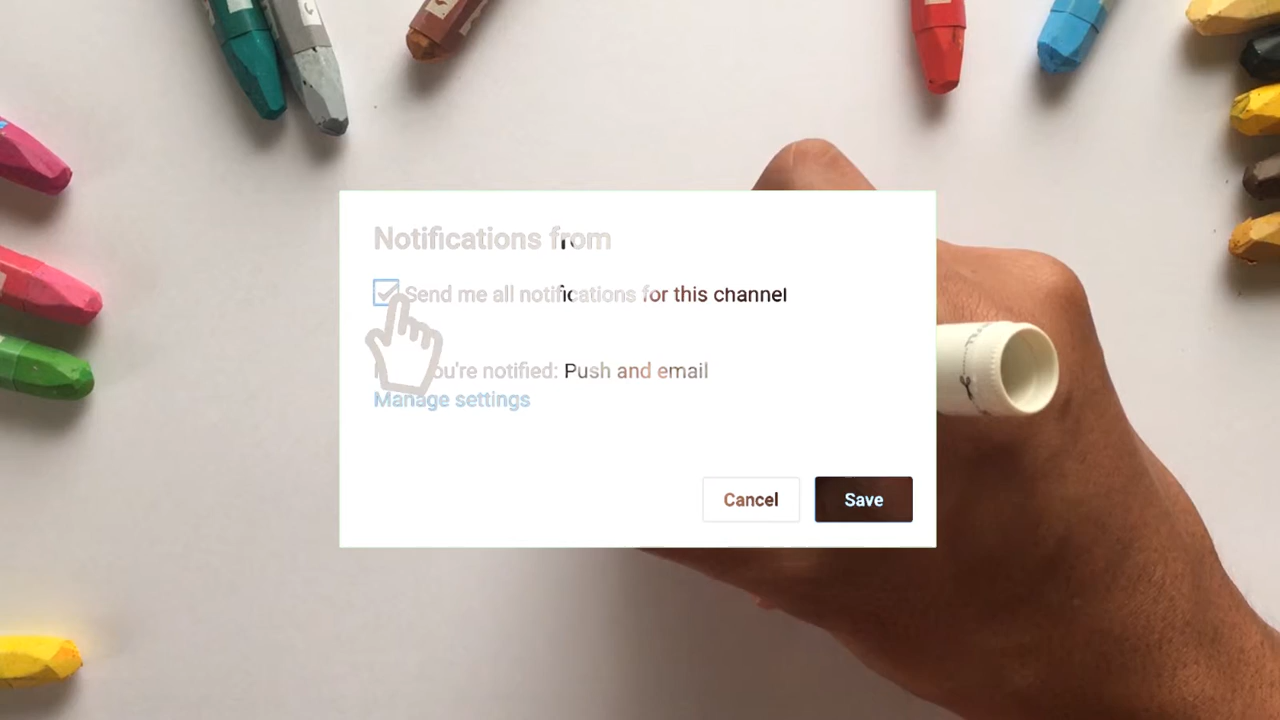 Notifications from
Send me all notifications for this channel
you're notified: Push and email
Manage settings
Cancel
Save